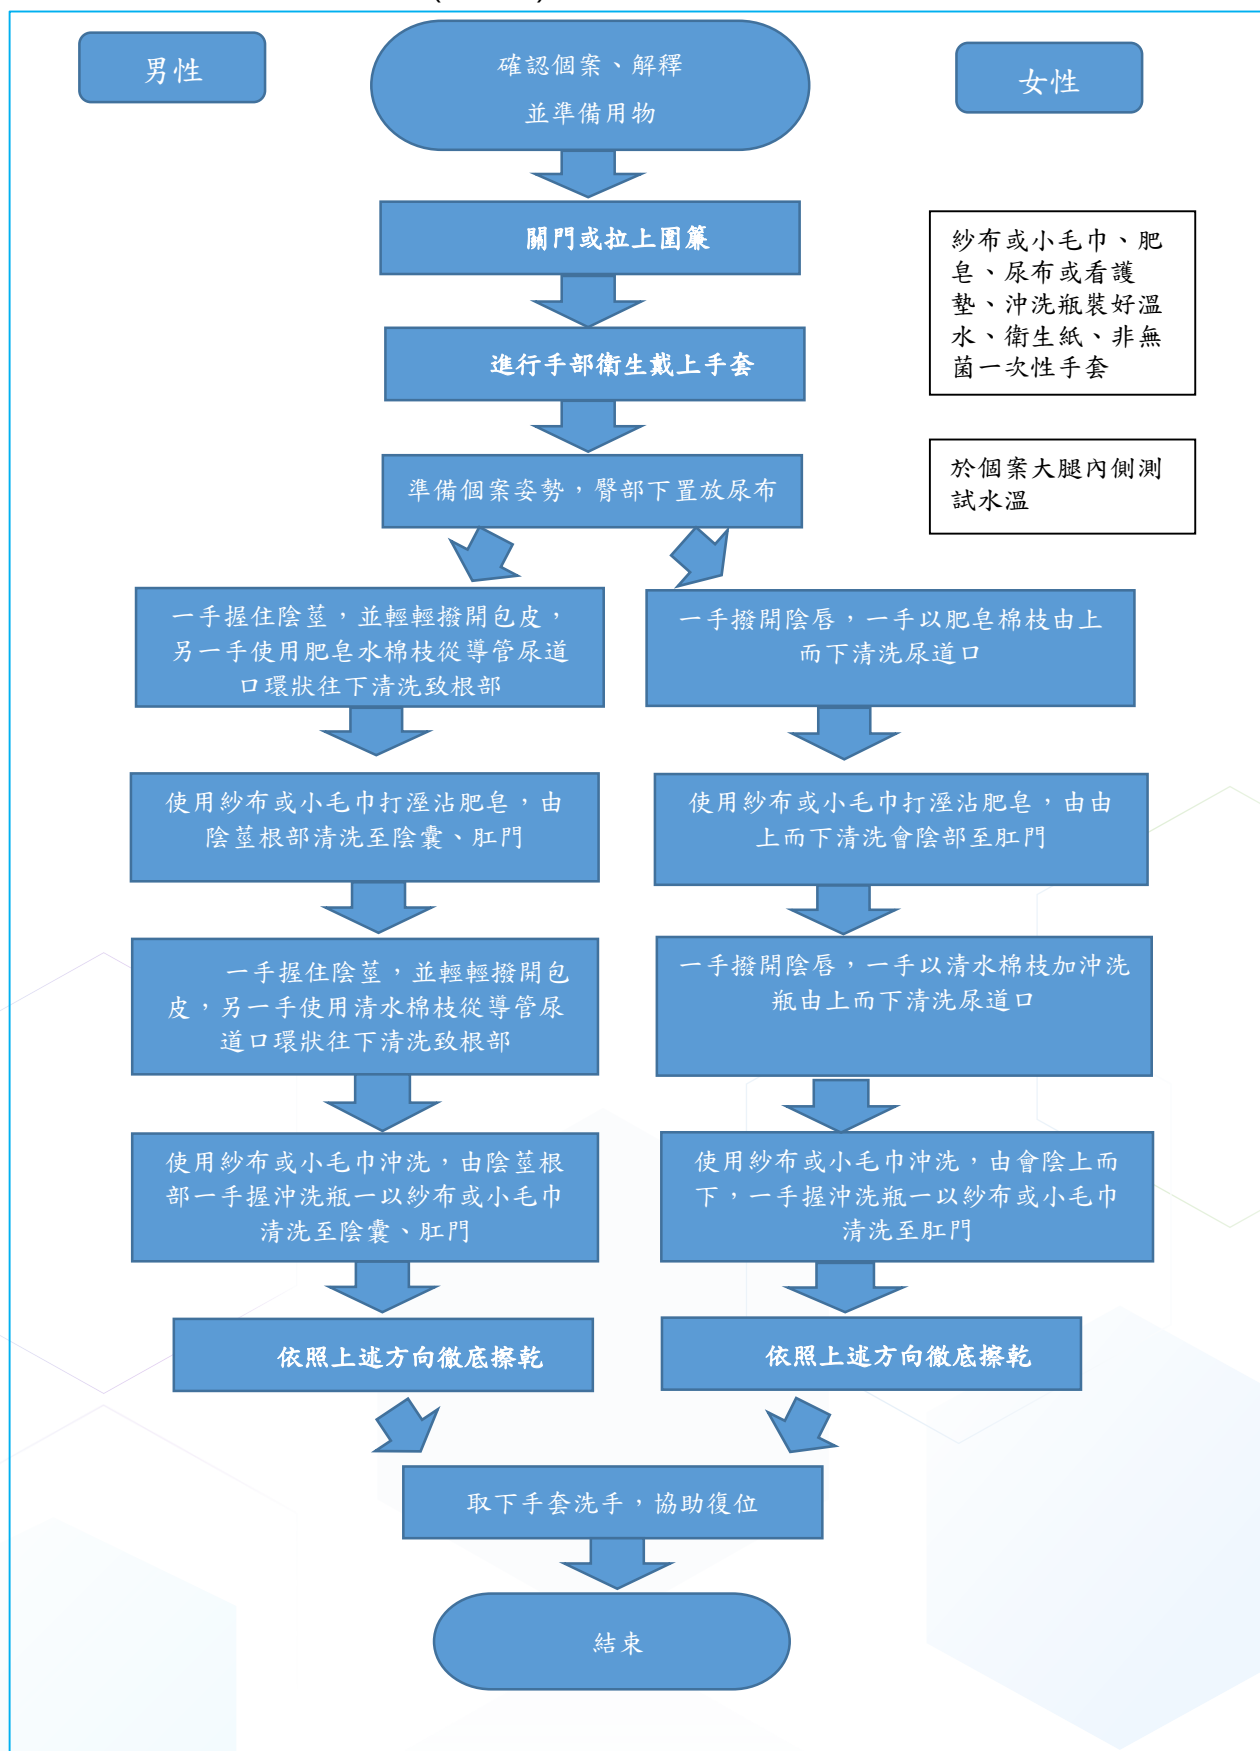 男性
確認個案、解釋
並準備用物
女性
關門或拉上圍簾
紗布或小毛巾、肥
皂、尿布或看護
墊、沖洗瓶裝好溫
水、衛生紙、非無
菌一次性手套
進行手部衛生戴上手套
於個案大腿內側測
試水溫
準備個案姿勢，臀部下置放尿布
一手握住陰莖，並輕輕撥開包皮，
另一手使用肥皂水棉枝從導管尿道
口環狀往下清洗致根部
一手撥開陰唇，一手以肥皂棉枝由上
而下清洗尿道口
使用紗布或小毛巾打溼沾肥皂，由
陰莖根部清洗至陰囊、肛門
使用紗布或小毛巾打溼沾肥皂，由由
上而下清洗會陰部至肛門
一手握住陰莖，並輕輕撥開包
皮，另一手使用清水棉枝從導管尿
道口環狀往下清洗致根部
一手撥開陰唇，一手以清水棉枝加沖洗
瓶由上而下清洗尿道口
使用紗布或小毛巾沖洗，由陰莖根
部一手握沖洗瓶一以紗布或小毛巾
清洗至陰囊、肛門
使用紗布或小毛巾沖洗，由會陰上而
下，一手握沖洗瓶一以紗布或小毛巾
清洗至肛門
依照上述方向徹底擦乾
依照上述方向徹底擦乾
取下手套洗手，協助復位
結束